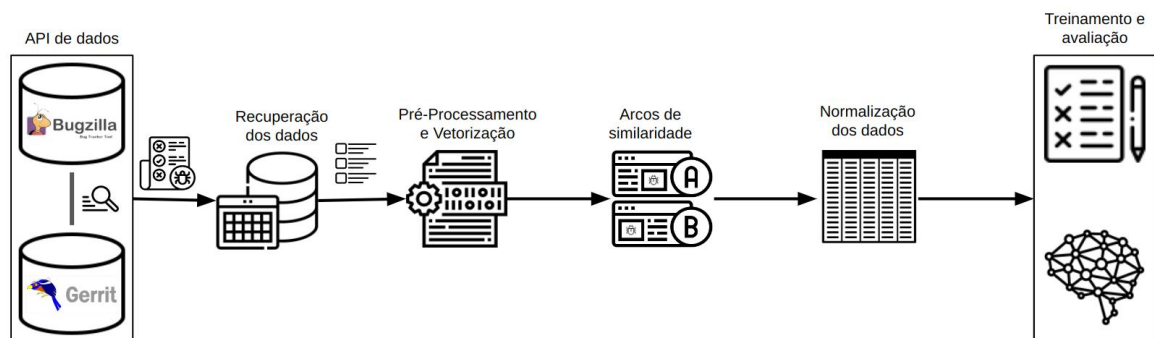 API de dados
Bugzilla
Bug Tracker Tool
Gerrit
Recuperação
dos dados
Pré-Processamento
e Vetorização
Arcos de
similaridade
A
B
Normalização
dos dados
Treinamento e
avaliação